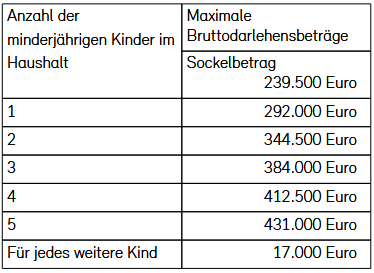 Anzahl der
minderjährigen Kinder im
Haushalt
Maximale
Bruttodarlehensbeträge
Sockelbetrag
239.500 Euro
1 292.000 Euro
2 344.500 Euro
3 384.000 Euro
4 412.500 Euro
5 431.000 Euro
Für jedes weitere Kind 17.000 Euro